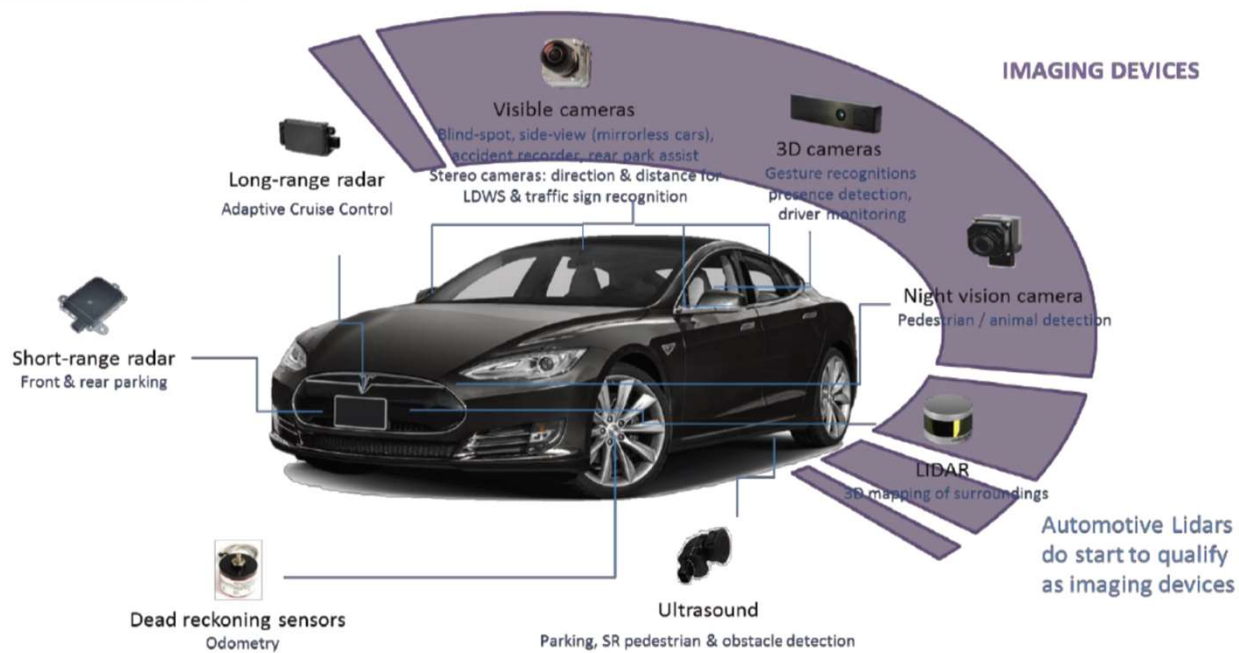 IMAGING DEVICES
Visible cameras
Blind-spot, side-view (mirrorless cars),
accident recorder, rear park assist
Stereo cameras: direction & distance for
LDWS & traffic sign recognition
3D cameras
Gesture recognitions
presence detection,
driver monitoring
Long-range radar
Adaptive Cruise Control
Night vision camera
Pedestrian / animal detection
Short-range radar
Front & rear parking
LIDAR
3D mapping of surroundings
Automotive Lidars
do start to qualify
as imaging devices
Dead reckoning sensors
Odometry
Ultrasound
Parking, SR pedestrian & obstacle detection